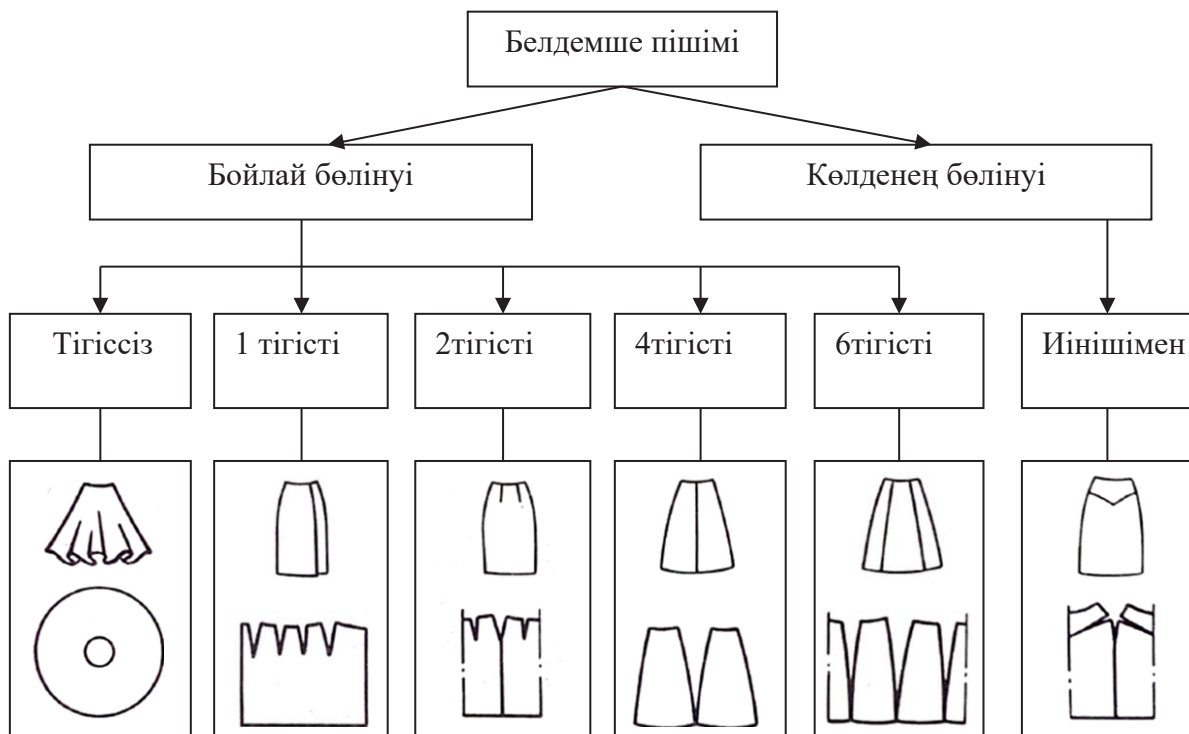 Белдемше пішімі
Бойлай бөлінуі
Көлденең бөлінуі
Тігіссіз
1 тігісті
2тігісті
4тігісті
6тігісті
Иінішімен